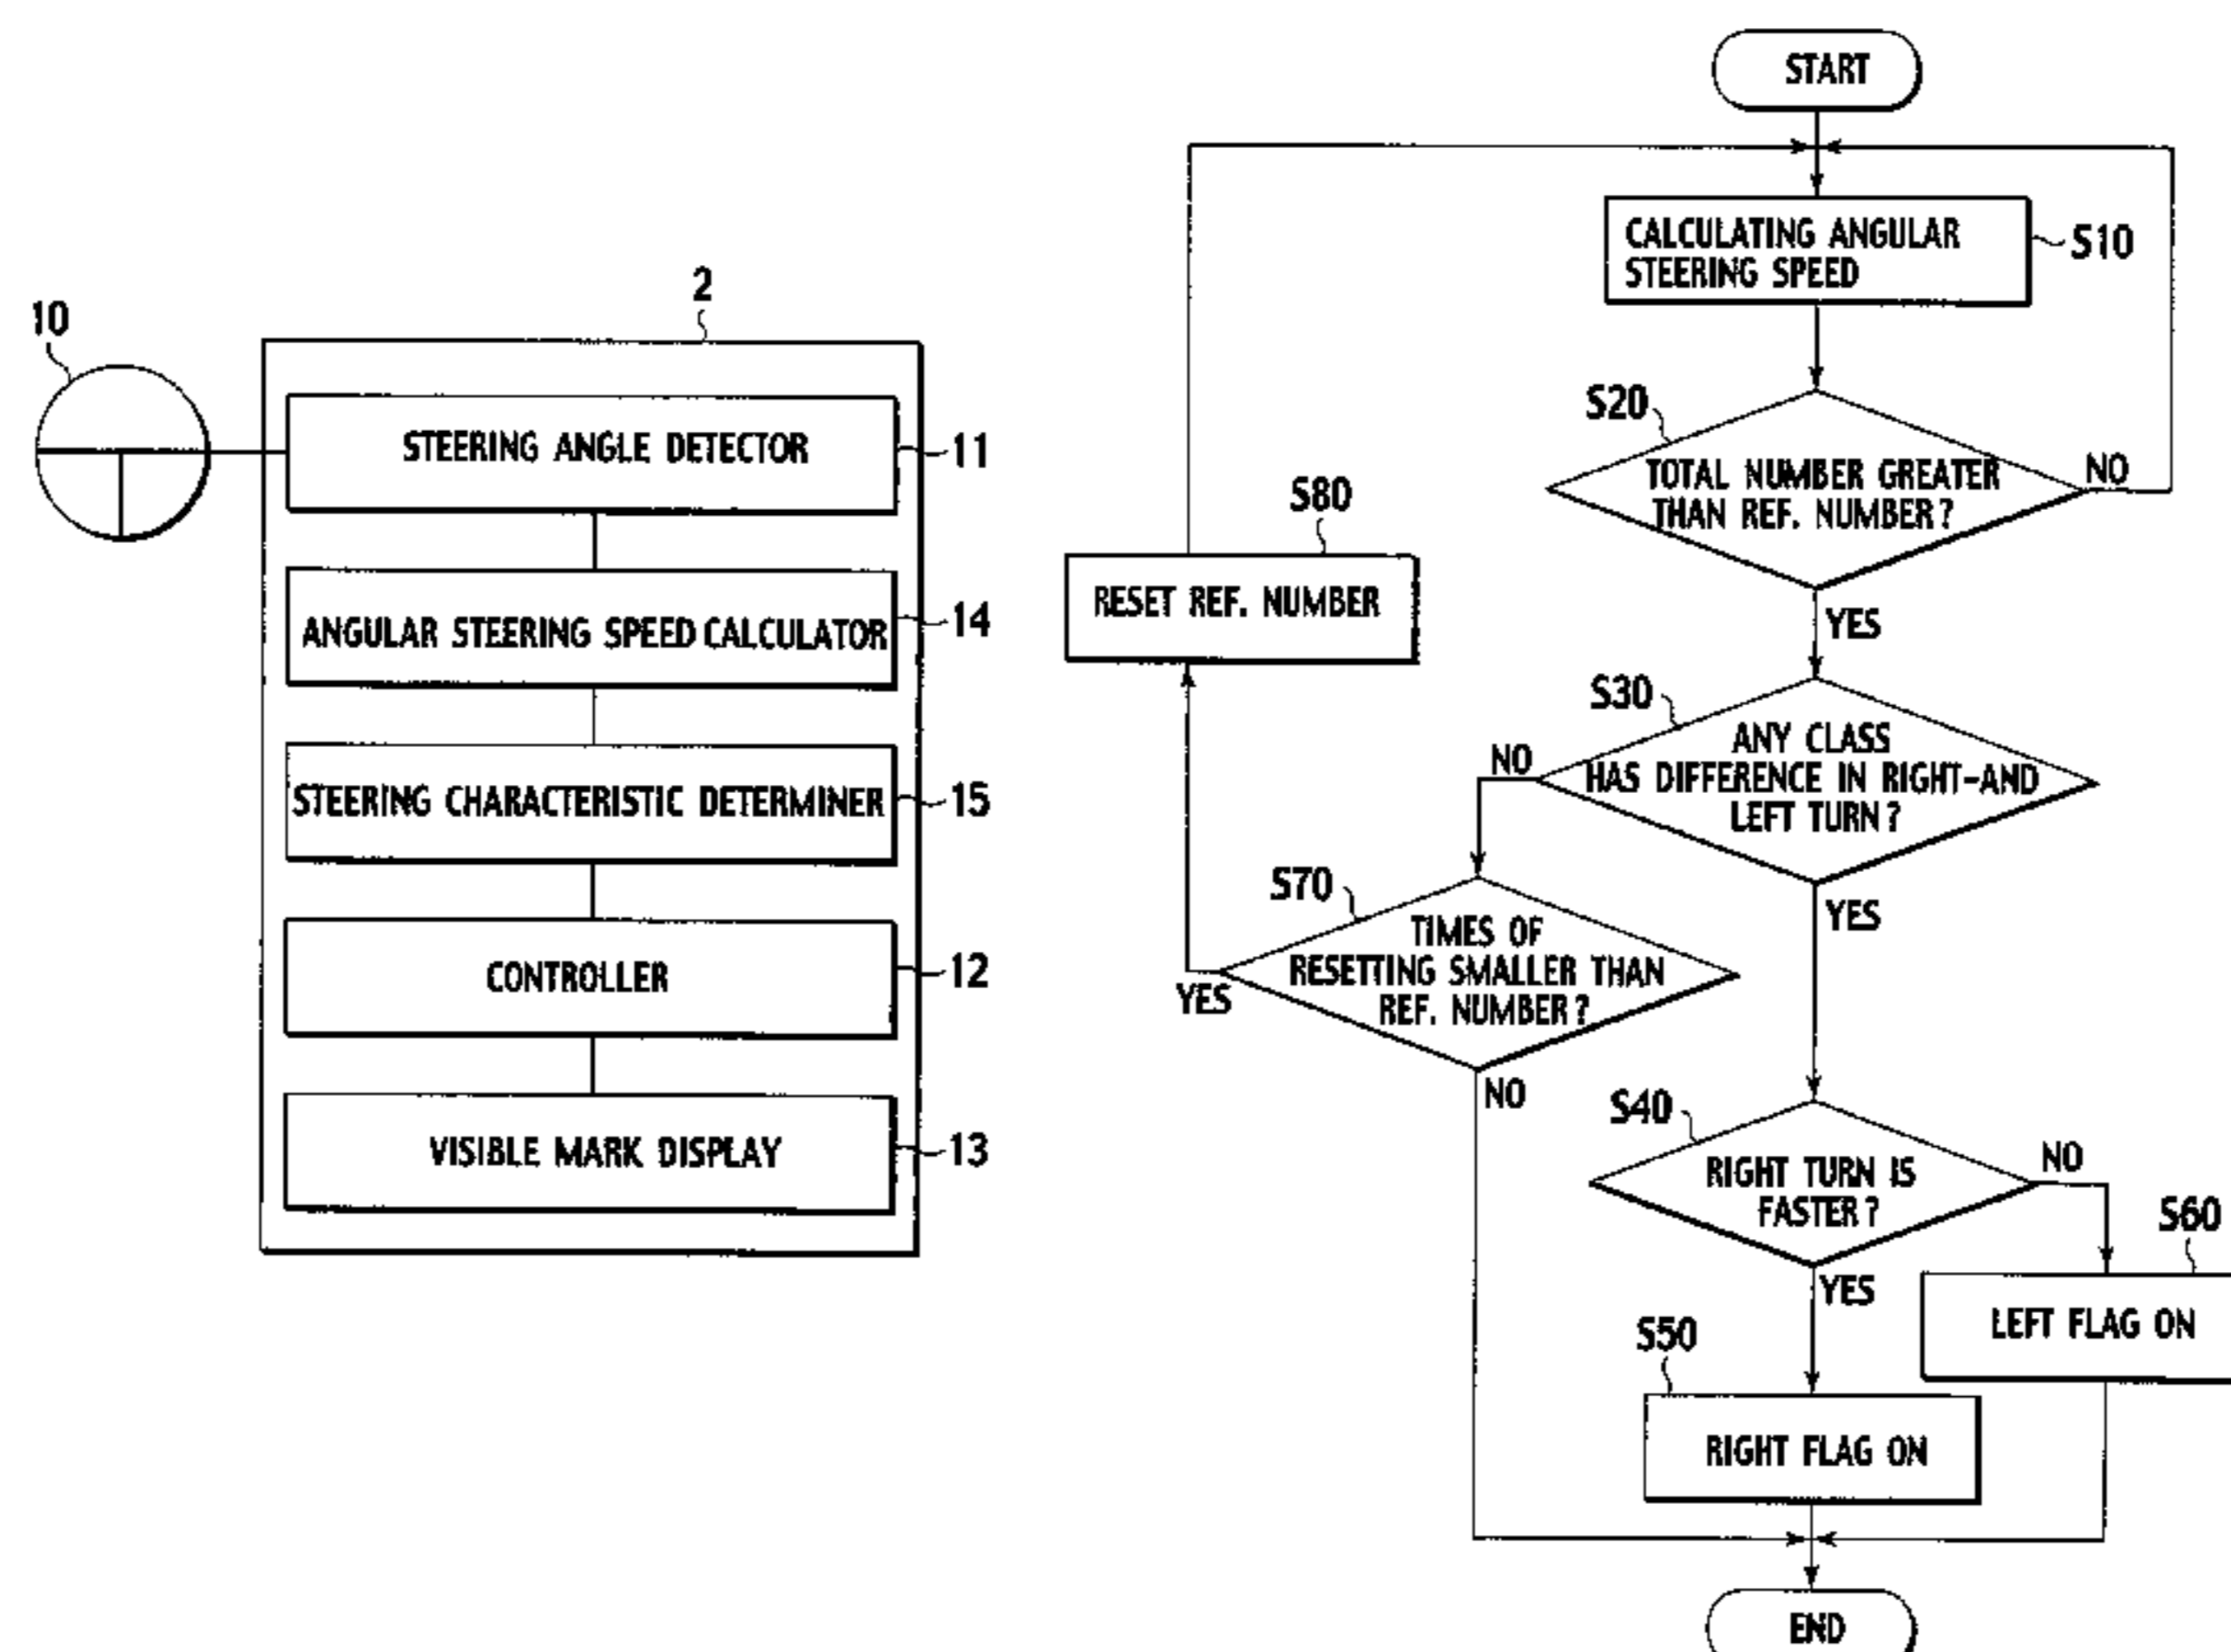 2
10
STEERING ANGLE DETECTOR
11
ANGULAR STEERING SPEED CALCULATOR
14
STEERING CHARACTERISTIC DETERMINER
15
CONTROLLER
12
VISIBLE MARK DISPLAY
13
START
CALCULATING ANGULAR
STEERING SPEED
S10
S20
TOTAL NUMBER GREATER
THAN REF. NUMBER?
NO
YES
S80
RESET REF. NUMBER
S30
ANY CLASS
HAS DIFFERENCE IN RIGHT-AND
LEFT TURN?
NO
YES
S70
TIMES OF
RESETTING SMALLER THAN
REF. NUMBER?
YES
NO
S40
RIGHT TURN IS
FASTER?
NO
YES
S60
LEFT FLAG ON
S50
RIGHT FLAG ON
END